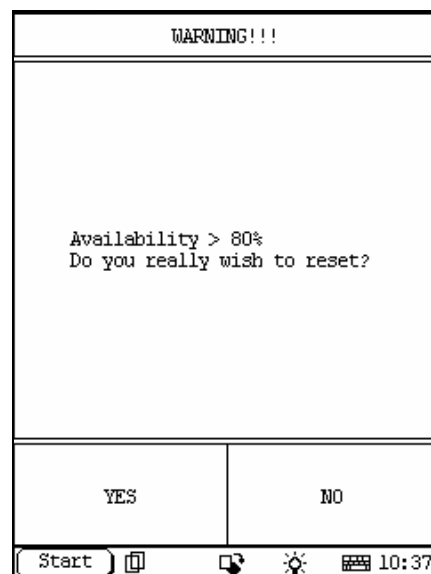 WARNING!!!
Availability > 80%
Do you really wish to reset?
YES
NO
Start
10:37